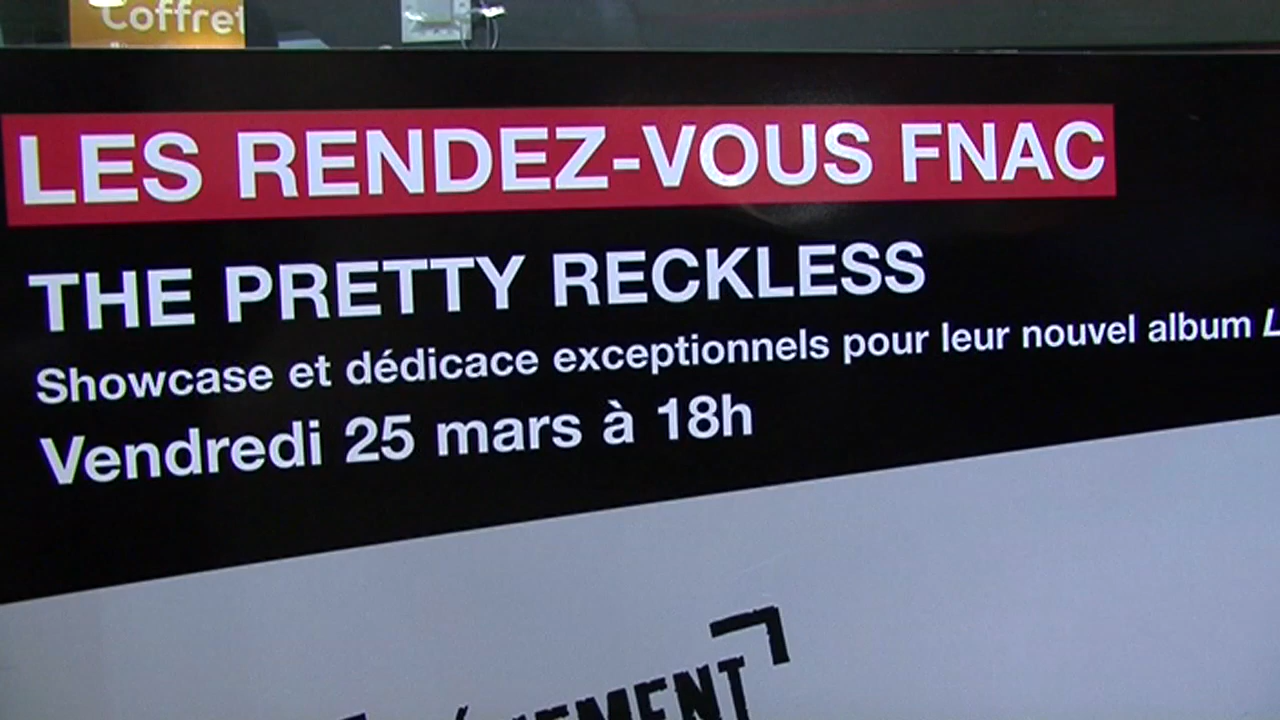 Coffret
LES RENDEZ-VOUS FNAC
THE PRETTY RECKLESS
Showcase et dédicace exceptionnels pour leur nouvel album L
Vendredi 25 mars à 18h